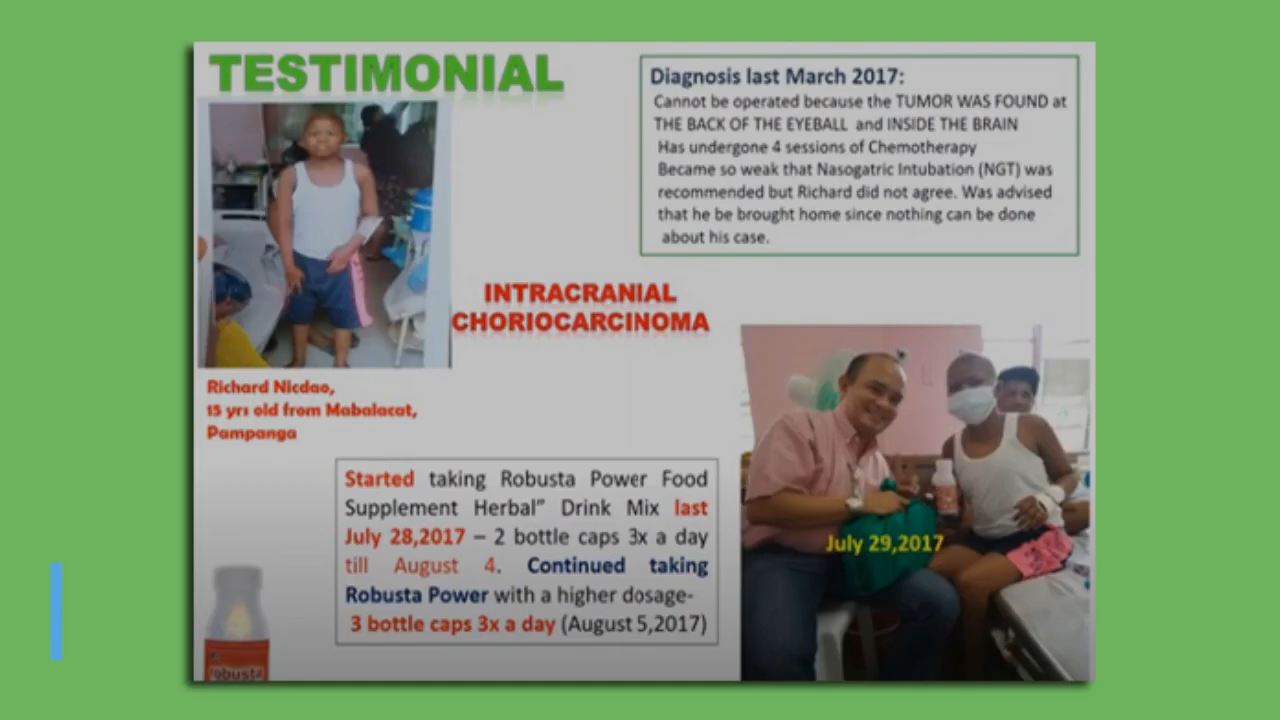 TESTIMONIAL
Diagnosis last March 2017:
Cannot be operated because the TUMOR WAS FOUND at
THE BACK OF THE EYEBALL and INSIDE THE BRAIN
Has undergone 4 sessions of Chemotherapy
Became so weak that Nasogatric Intubation (NGT) was
recommended but Richard did not agree. Was advised
that he be brought home since nothing can be done
about his case.
INTRACRANIAL
CHORIOCARCINOMA
Richard Nicdao,
15 yrs old from Mabalacat,
Pampanga
Started taking Robusta Power Food
Supplement Herbal” Drink Mix last
July 28,2017 – 2 bottle caps 3x a day
till August 4. Continued taking
Robusta Power with a higher dosage-
3 bottle caps 3x a day (August 5,2017)
July 29,2017
robusta